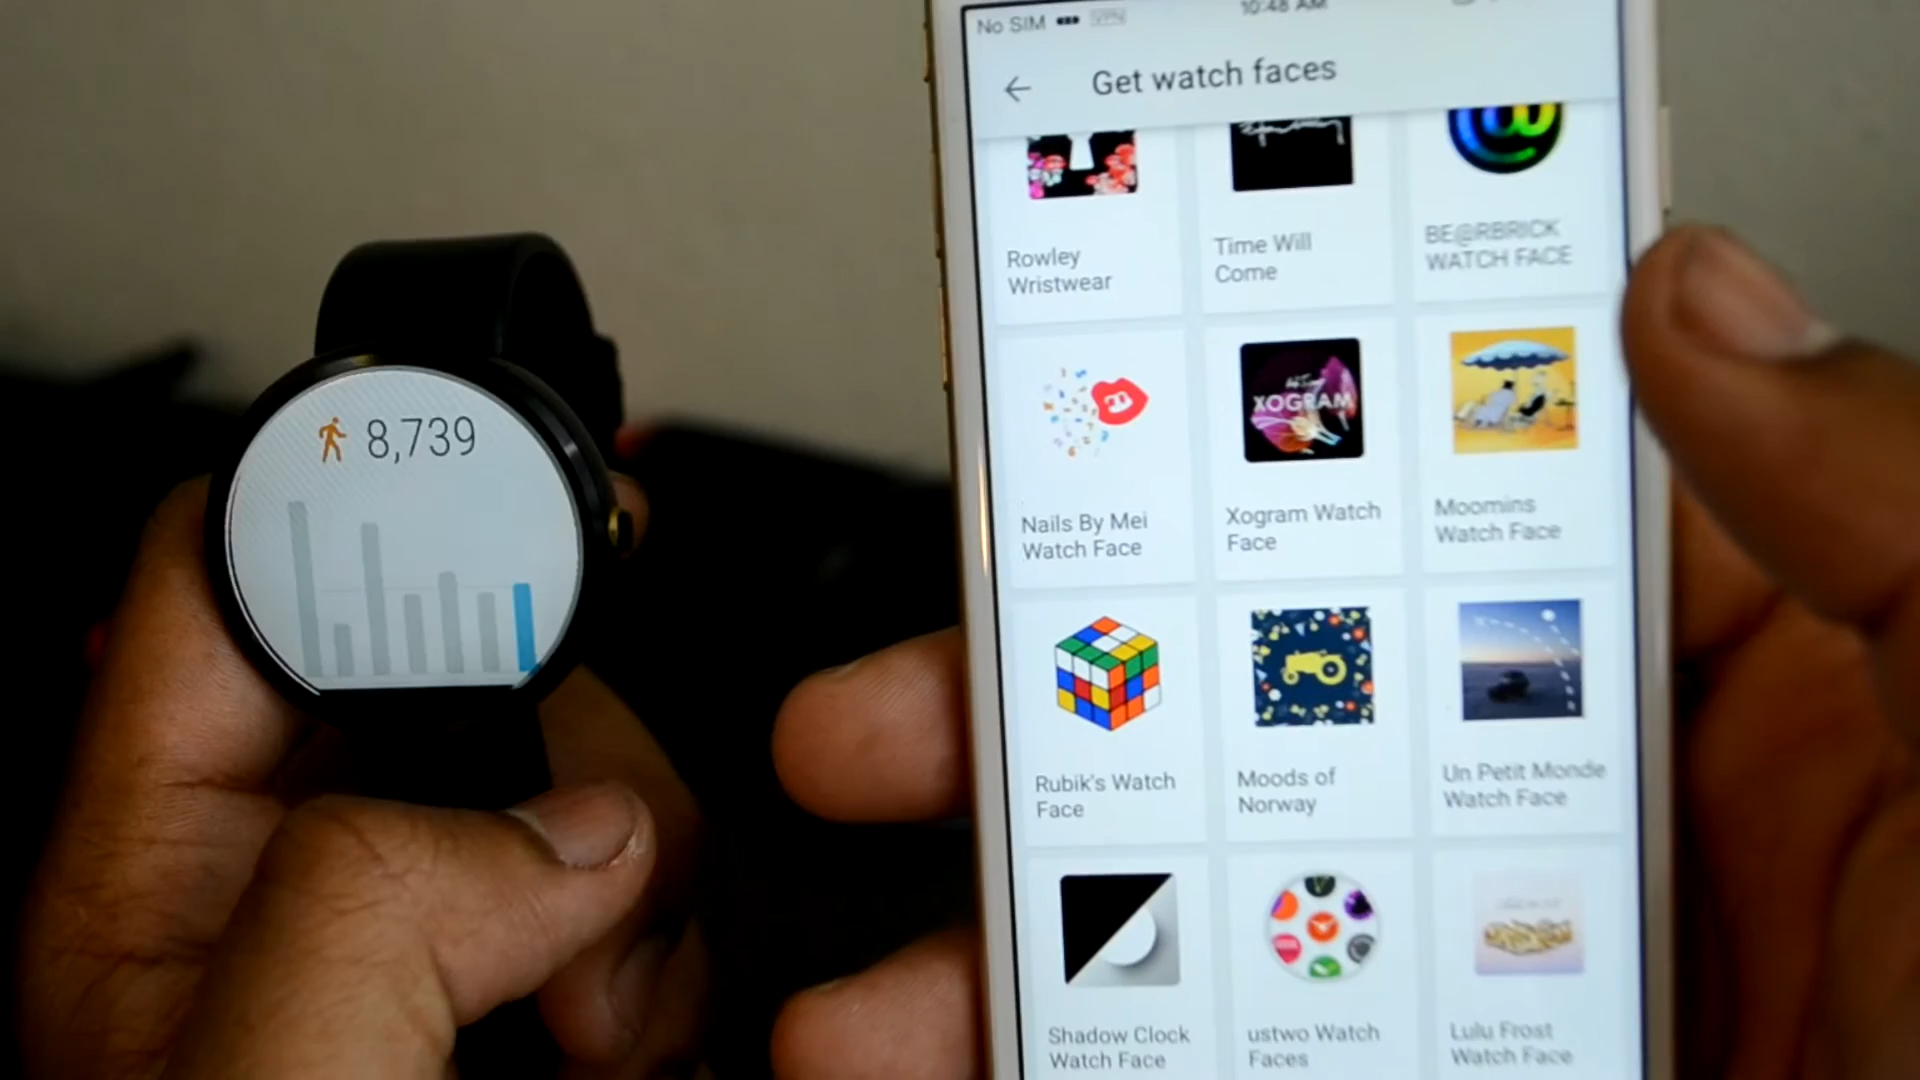 8,739
No SIM
VPN
10:48 AM
Get watch faces
Rowley
Wristwear
Time Will
Come
BE@RBRICK
WATCH FACE
Nails By Mei
Watch Face
XOGRAM
Xogram Watch
Face
Moomins
Watch Face
Rubik's Watch
Face
Moods of
Norway
Un Petit Monde
Watch Face
Shadow Clock
Watch Face
ustwo Watch
Faces
Lulu Frost
Watch Face